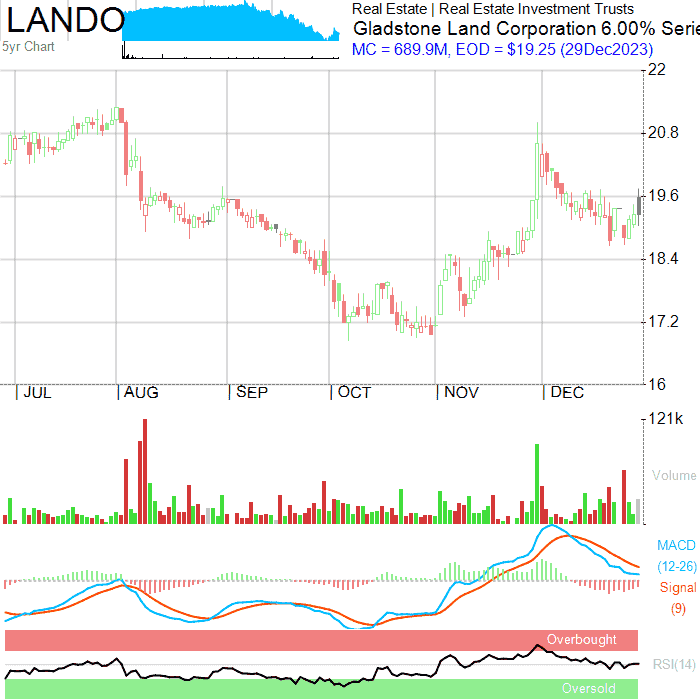 LANDO
5yr Chart
Real Estate | Real Estate Investment Trusts
Gladstone Land Corporation 6.00% Serie
MC = 689.9M, EOD = $19.25 (29Dec2023)
22
20.8
19.6
18.4
17.2
16
| JUL | AUG | SEP | OCT | NOV | DEC
121k
Volume
MACD
(12-26)
Signal
(9)
Overbought
RSI(14)
Oversold